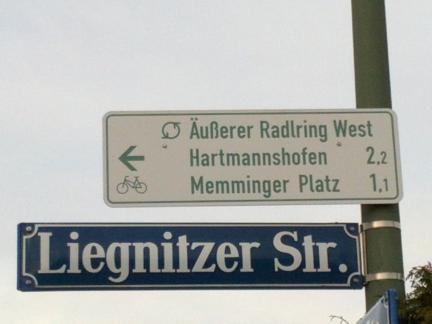 Äußerer Radlring West
Hartmannshofen 2,2
Memminger Platz 1,1
Liegnitzer Str.